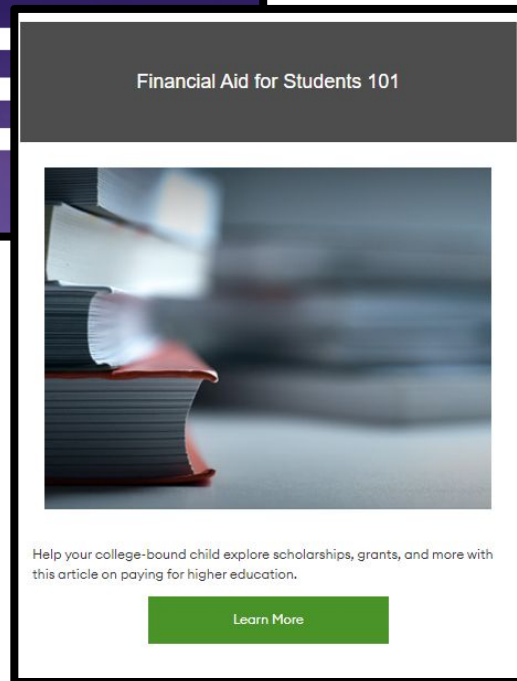 Financial Aid for Students 101
Help your college-bound child explore scholarships, grants, and more with
this article on paying for higher education.
Learn More